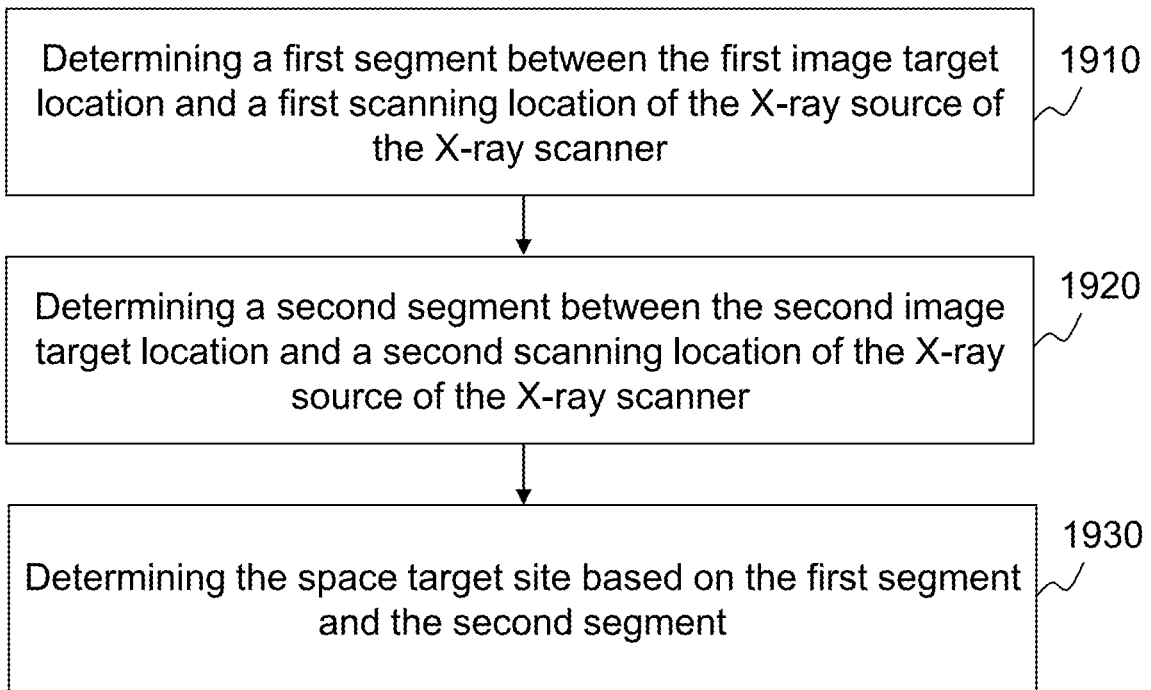 Determining a first segment between the first image target
location and a first scanning location of the X-ray source of
the X-ray scanner
1910
Determining a second segment between the second image
target location and a second scanning location of the X-ray
source of the X-ray scanner
1920
Determining the space target site based on the first segment
and the second segment
1930